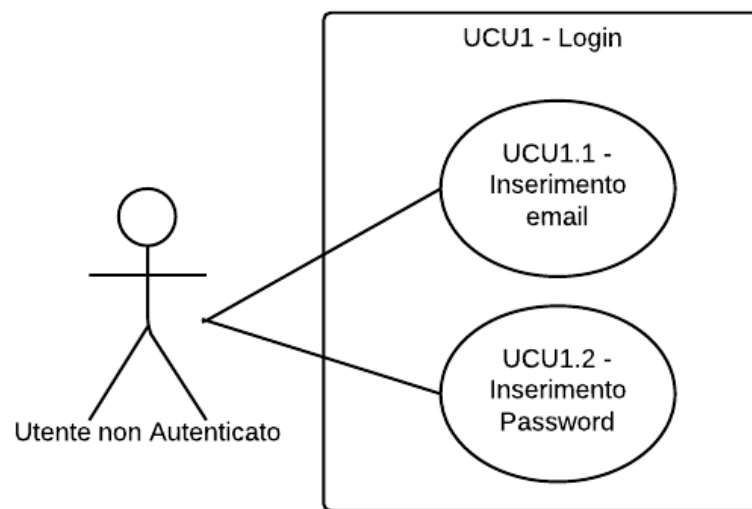 UCU1 - Login
UCU1.1 -
Inserimento
email
UCU1.2 -
Inserimento
Password
Utente non Autenticato